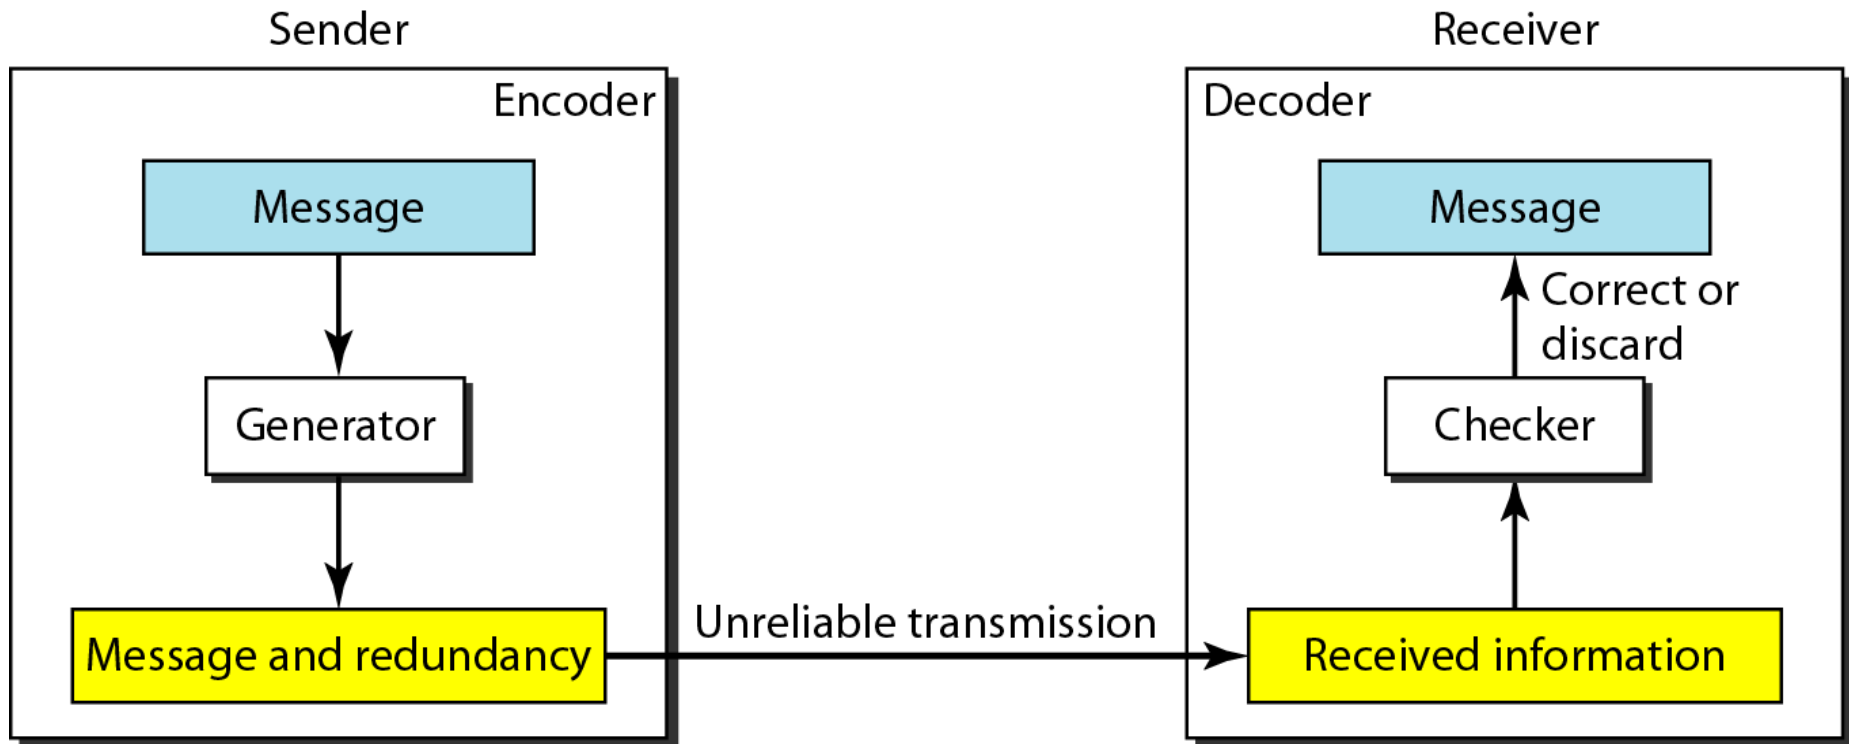 Sender
Encoder
Message
Generator
Message and redundancy
Unreliable transmission
Receiver
Decoder
Message
Correct or
discard
Checker
Received information